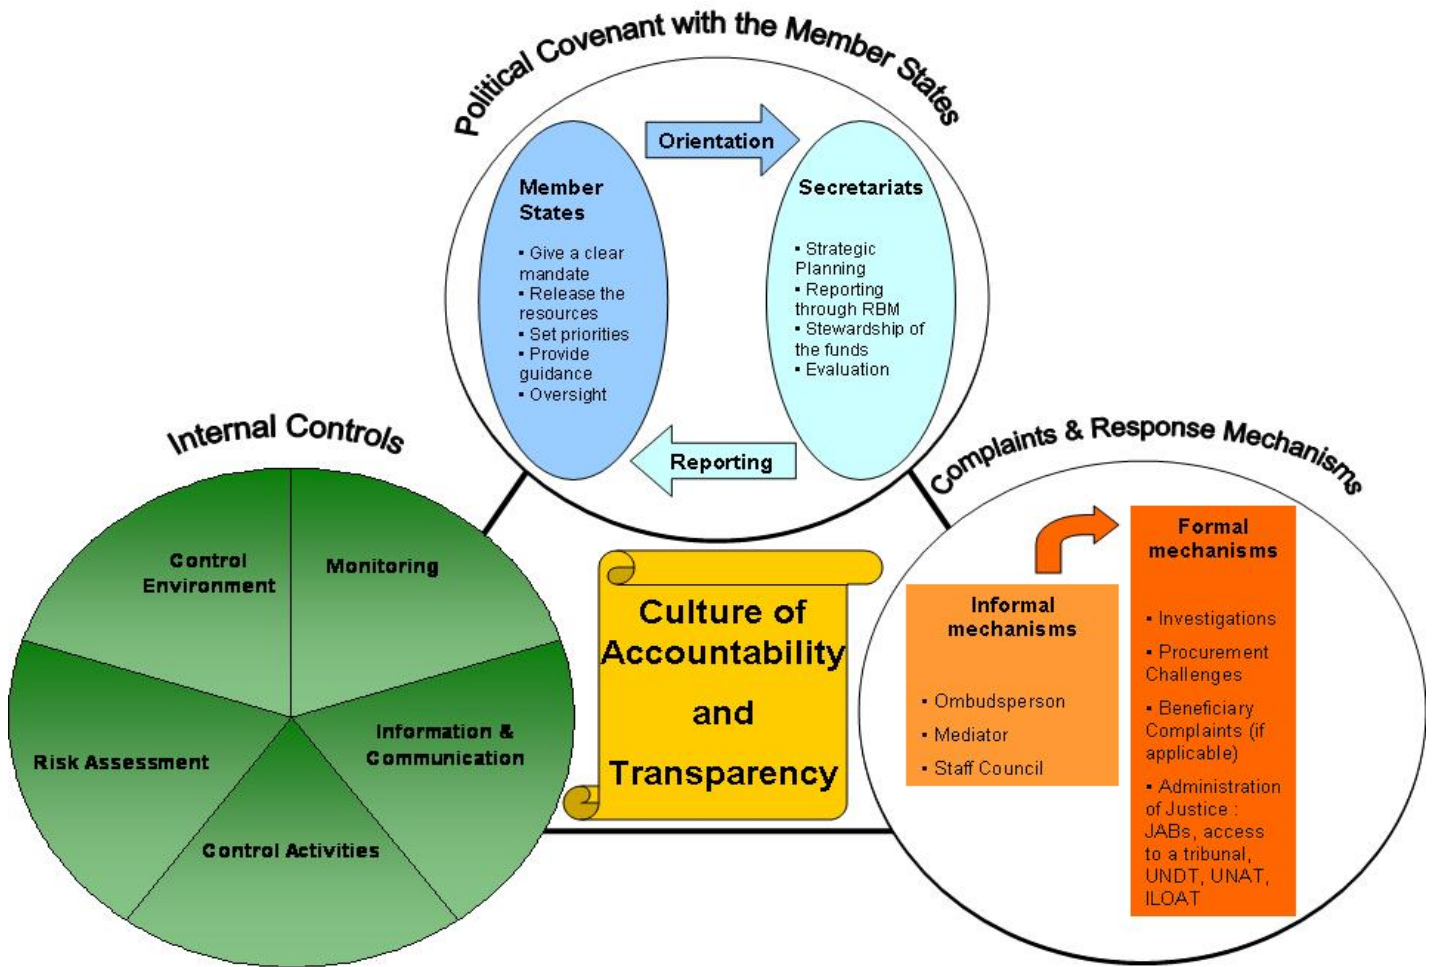 Political Covenant with the Member States
Orientation
Member
States
▪ Give a clear
mandate
▪ Release the
resources
▪ Set priorities
▪ Provide
guidance
▪ Oversight
Secretariats
▪ Strategic
Planning
▪ Reporting
through RBM
▪ Stewardship of
the funds
▪ Evaluation
Reporting
Internal Controls
Control
Environment
Monitoring
Risk Assessment
Information &
Communication
Control Activities
Culture of
Accountability
and
Transparency
Complaints & Response Mechanisms
Informal
mechanisms
▪ Ombudsperson
▪ Mediator
▪ Staff Council
Formal
mechanisms
▪ Investigations
▪ Procurement
Challenges
▪ Beneficiary
Complaints (if
applicable)
▪ Administration
of Justice :
JABs, access
to a tribunal,
UNDT, UNAT,
ILOAT